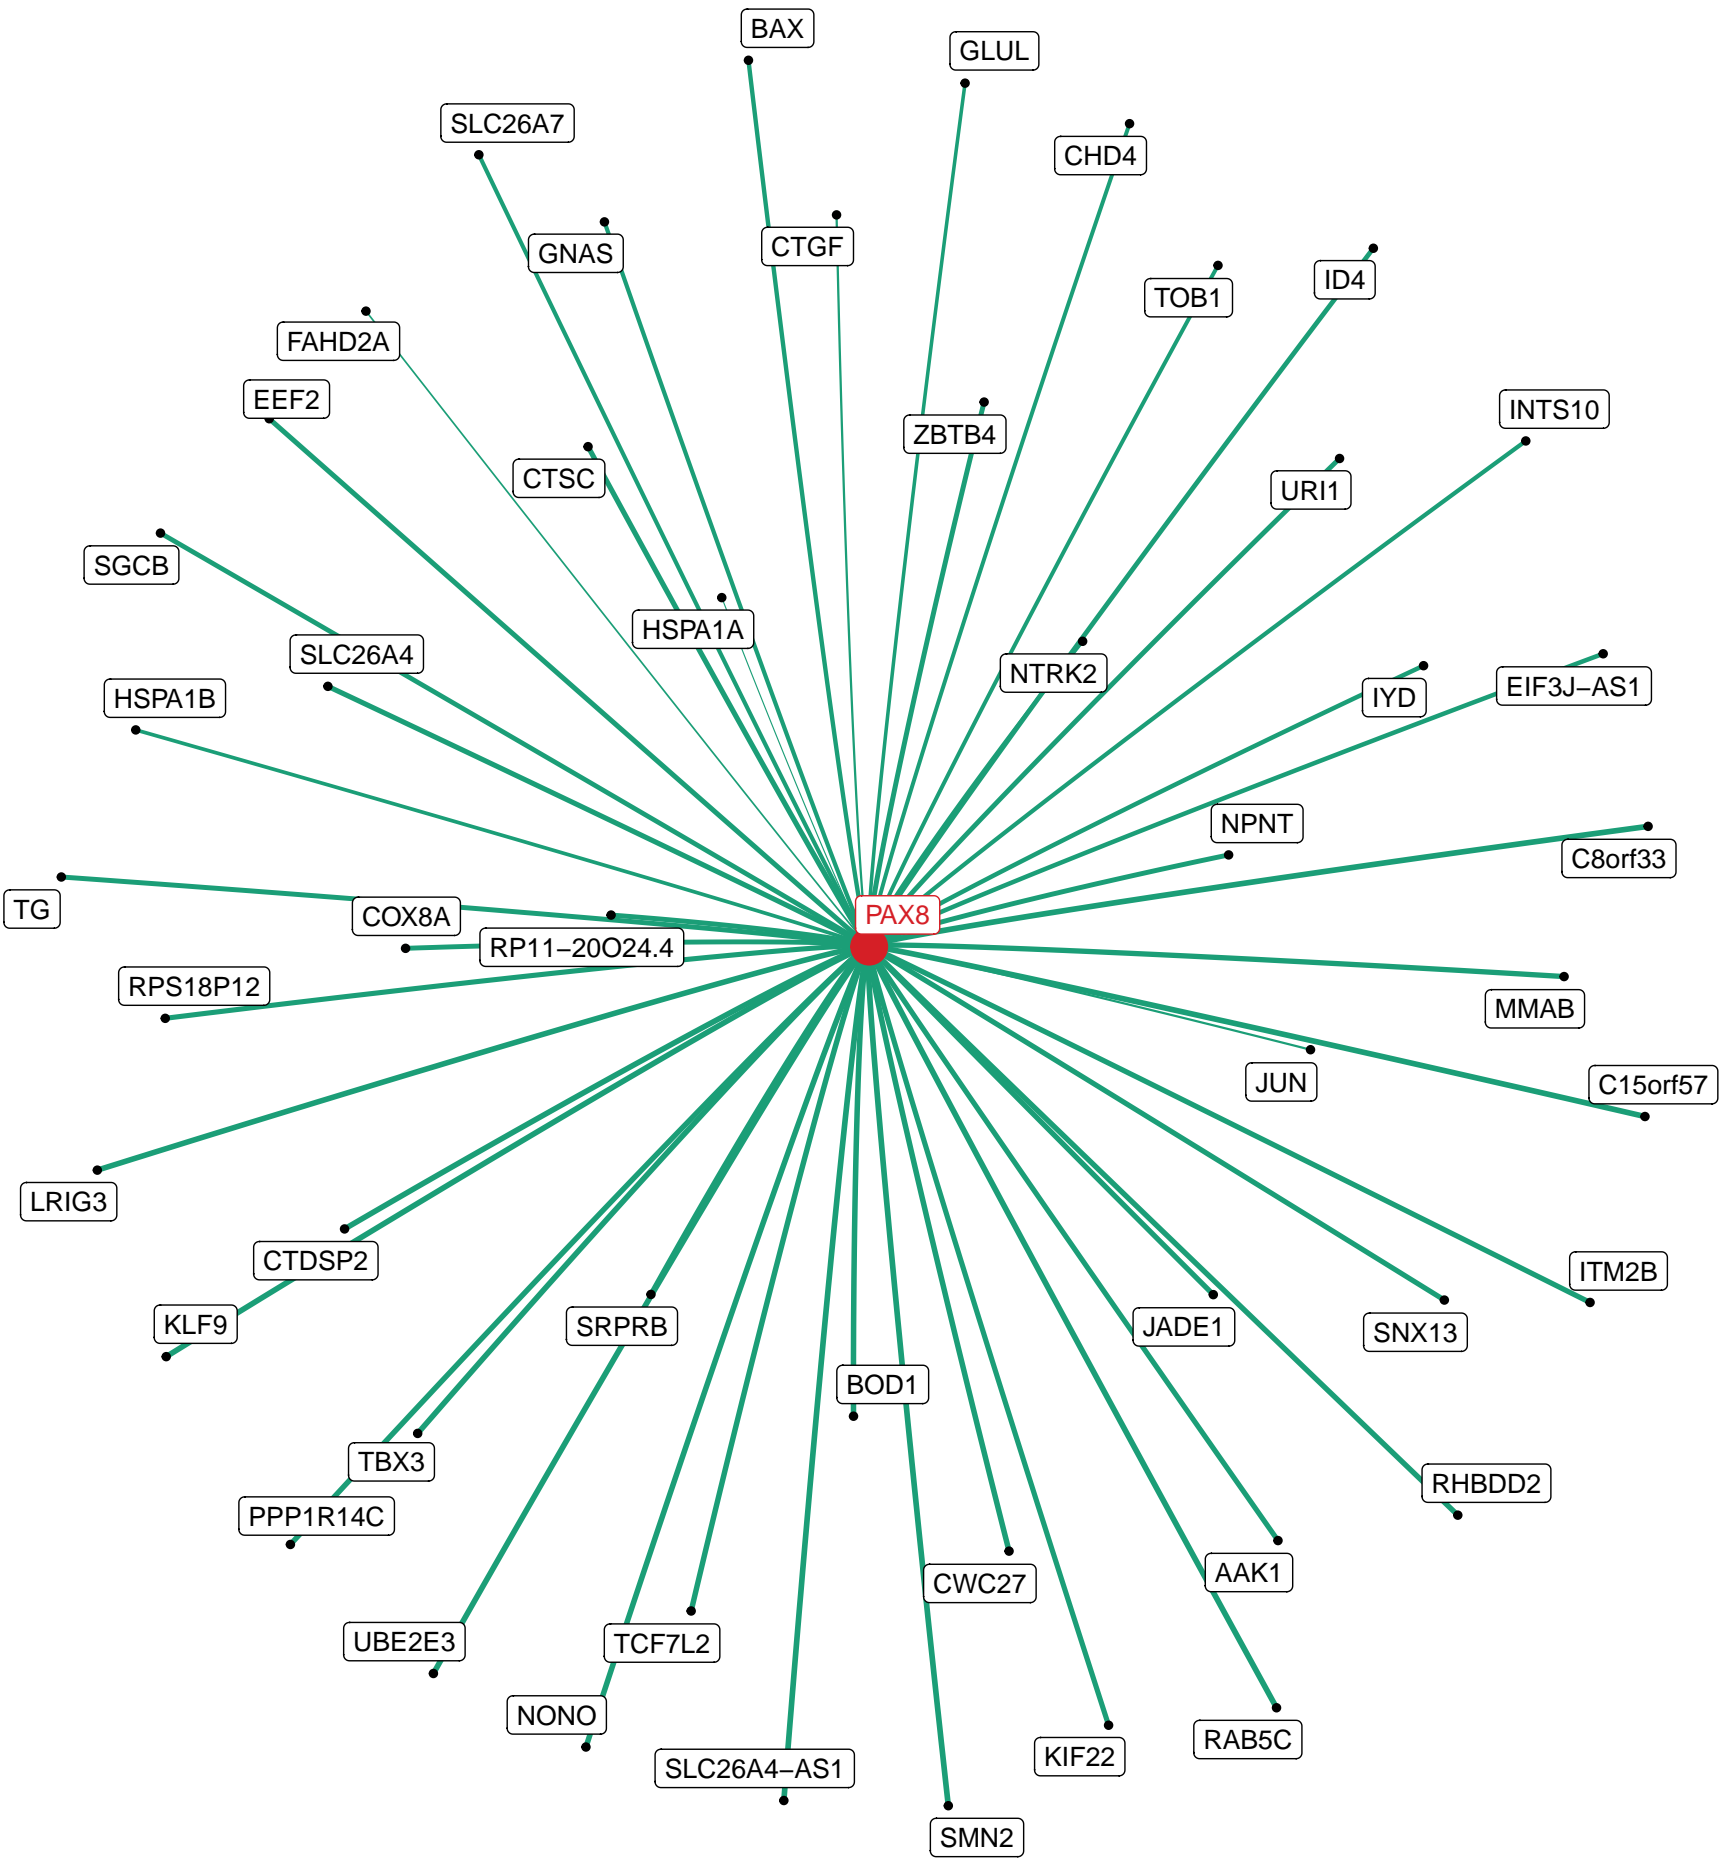 BAX
GLUL
SLC26A7
CHD4
GNAS
CTGF
ID4
TOB1
FAHD2A
EEF2
INTS10
ZBTB4
CTSC
URI1
SGCB
HSPA1A
SLC26A4
NTRK2
EIF3J–AS1
HSPA1B
IYD
NPNT
C8orf33
TG
COX8A
PAX8
RP11–20O24.4
RPS18P12
MMAB
JUN
C15orf57
LRIG3
CTDSP2
ITM2B
KLF9
SRPRB
JADE1
SNX13
BOD1
TBX3
RHBDD2
PPP1R14C
AAK1
CWC27
UBE2E3
TCF7L2
NONO
RAB5C
KIF22
SLC26A4–AS1
SMN2